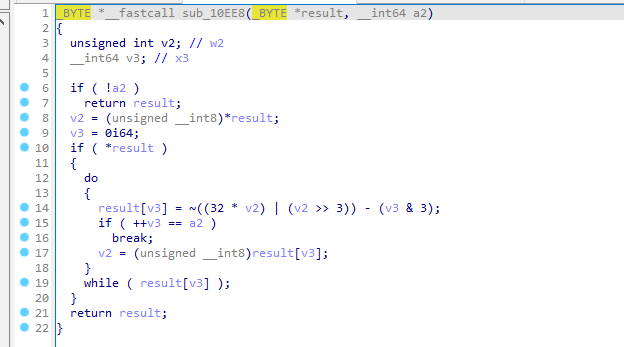 1 _BYTE *__fastcall sub_10EE8(_BYTE *result, __int64 a2)
2 {
3 unsigned int v2; // w2
4 __int64 v3; // x3
5
6 if ( !a2 )
7 return result;
8 v2 = (unsigned __int8)*result;
9 v3 = 0i64;
10 if ( *result )
11 {
12 do
13 {
14 result[v3] = ~((32 * v2) | (v2 >> 3)) - (v3 & 3);
15 if ( ++v3 == a2 )
16 break;
17 v2 = (unsigned __int8)result[v3];
18 }
19 while ( result[v3] );
20 }
21 return result;
22 }